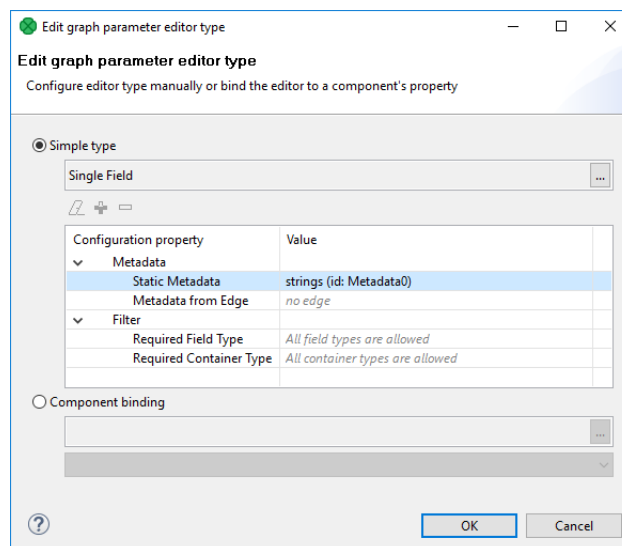 Edit graph parameter editor type
Edit graph parameter editor type
Configure editor type manually or bind the editor to a component's property
Simple type
Single Field
...
Configuration property Value
Metadata
Static Metadata strings (id: Metadata0)
Metadata from Edge no edge
Filter
Required Field Type All field types are allowed
Required Container Type All container types are allowed
Component binding
...
? OK Cancel